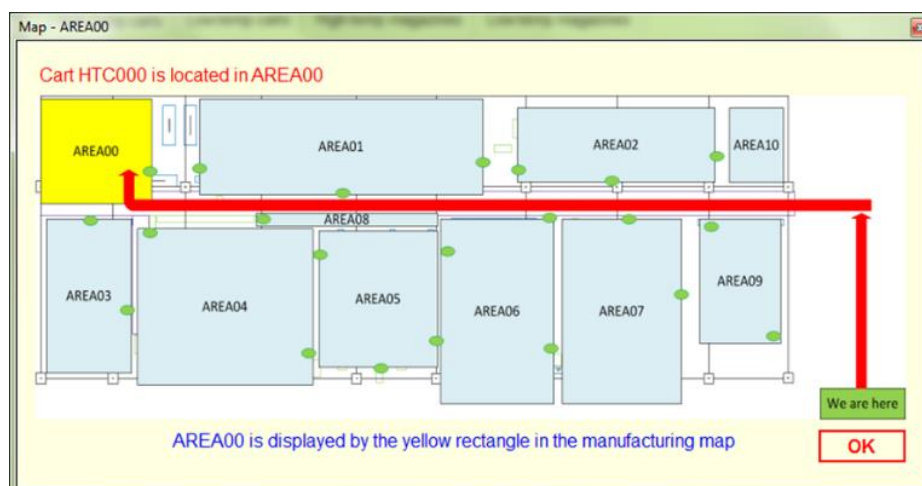 Map - AREA00
Cart HTC000 is located in AREA00
AREA00
AREA01
AREA02
AREA10
AREA08
AREA03
AREA04
AREA05
AREA06
AREA07
AREA09
We are here
AREA00 is displayed by the yellow rectangle in the manufacturing map
OK